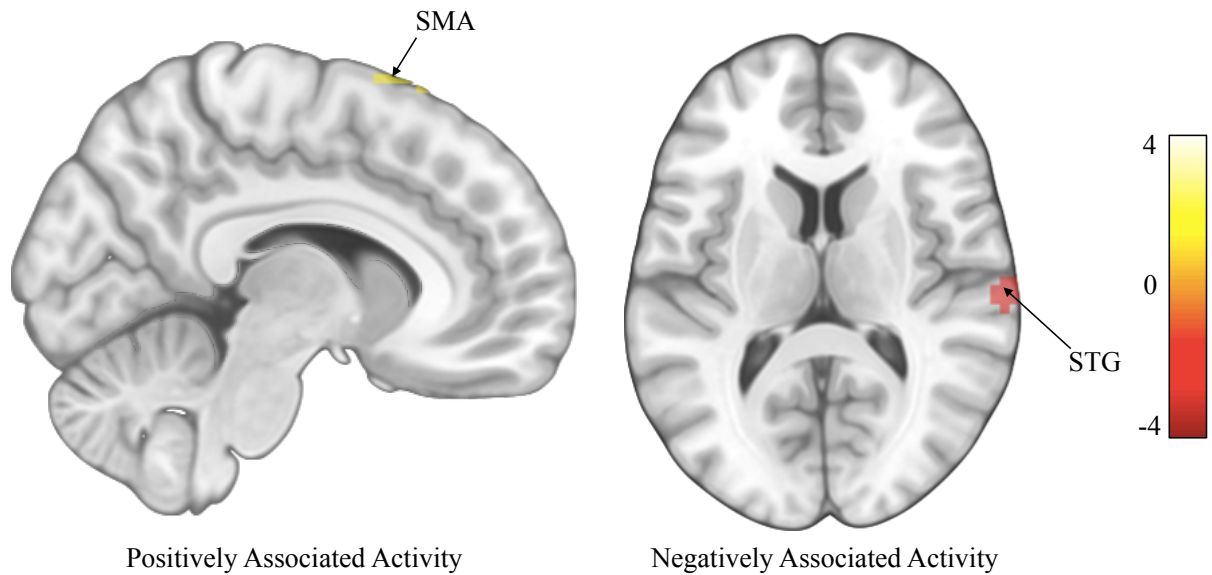 SMA
4
0
STG
-4
Positively Associated Activity
Negatively Associated Activity